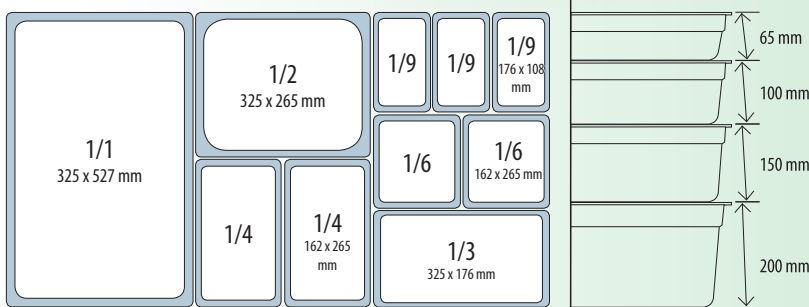 1/1
325 x 527 mm
1/2
325 x 265 mm
1/4
1/4
162 x 265
mm
1/9
1/9
1/9
176 x 108
mm
1/6
1/6
162 x 265 mm
1/3
325 x 176 mm
65 mm
100 mm
150 mm
200 mm